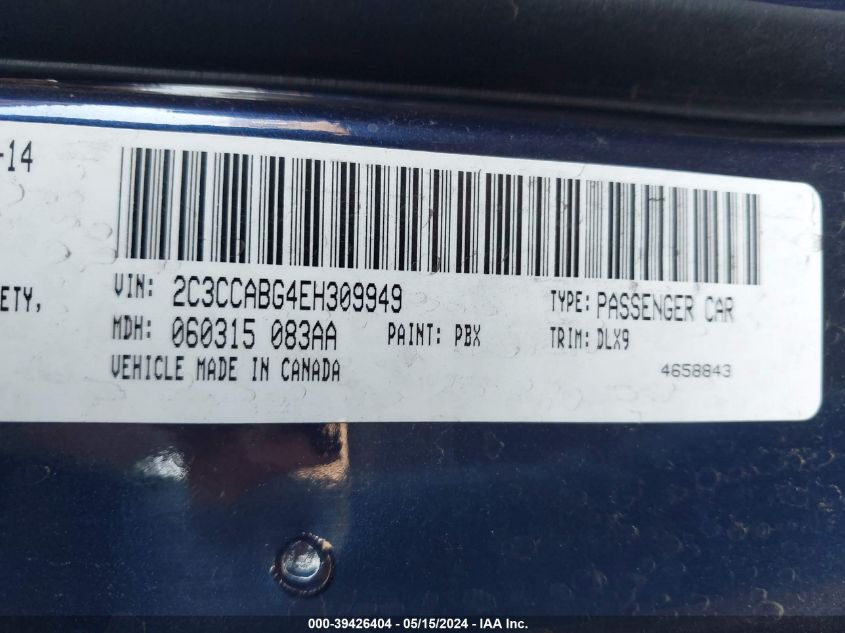 -14
ETY,
VIN: 2C3CCABG4EH309949 TYPE: PASSENGER CAR
MDH: 060315 083AA PAINT: PBX TRIM: DLX9
VEHICLE MADE IN CANADA 4658843
000-39426404 - 05/15/2024 - IAA Inc.